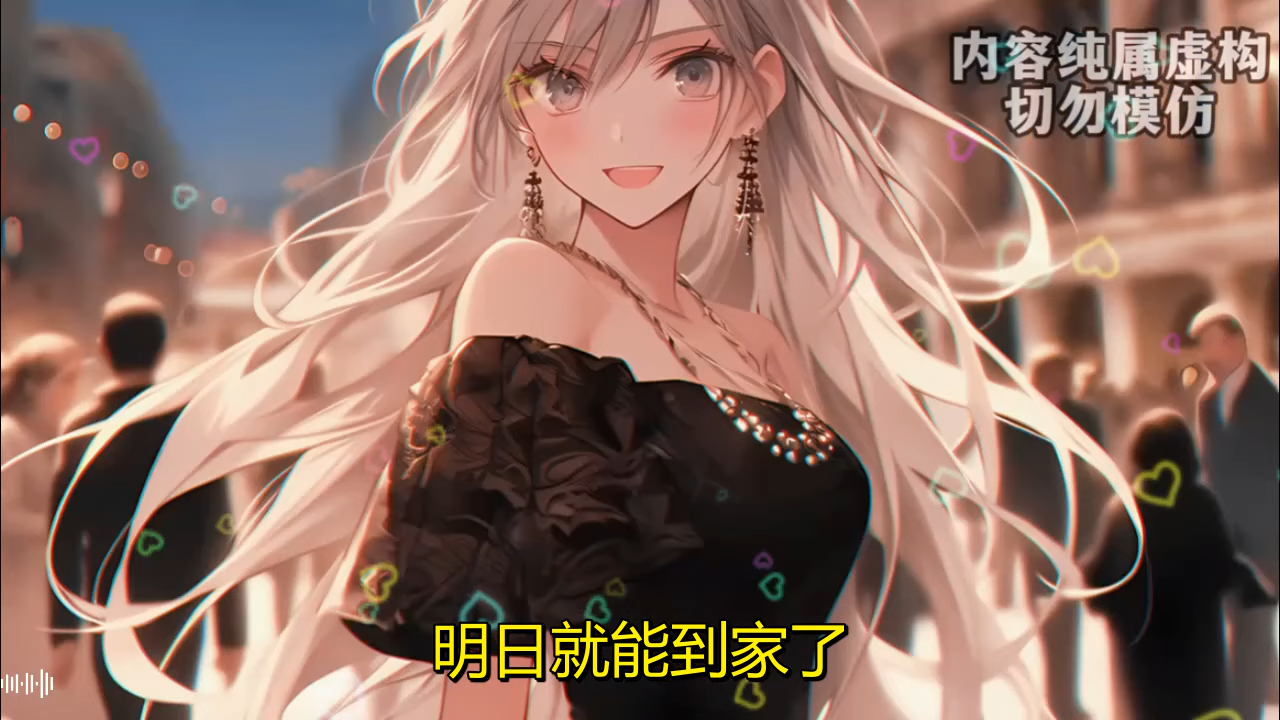 内容纯属虚构
切勿模仿
明日就能到家了